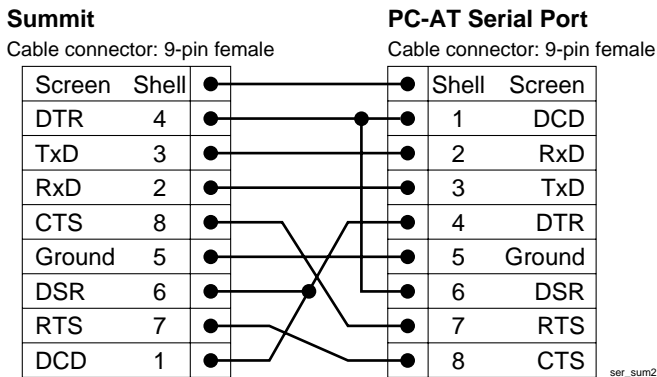 Summit
PC-AT Serial Port
Cable connector: 9-pin female
Cable connector: 9-pin female
Screen Shell Shell Screen
DTR 4 1 DCD
TxD 3 2 RxD
RxD 2 3 TxD
CTS 8 4 DTR
Ground 5 5 Ground
DSR 6 6 DSR
RTS 7 7 RTS
DCD 1 8 CTS
ser_sum2